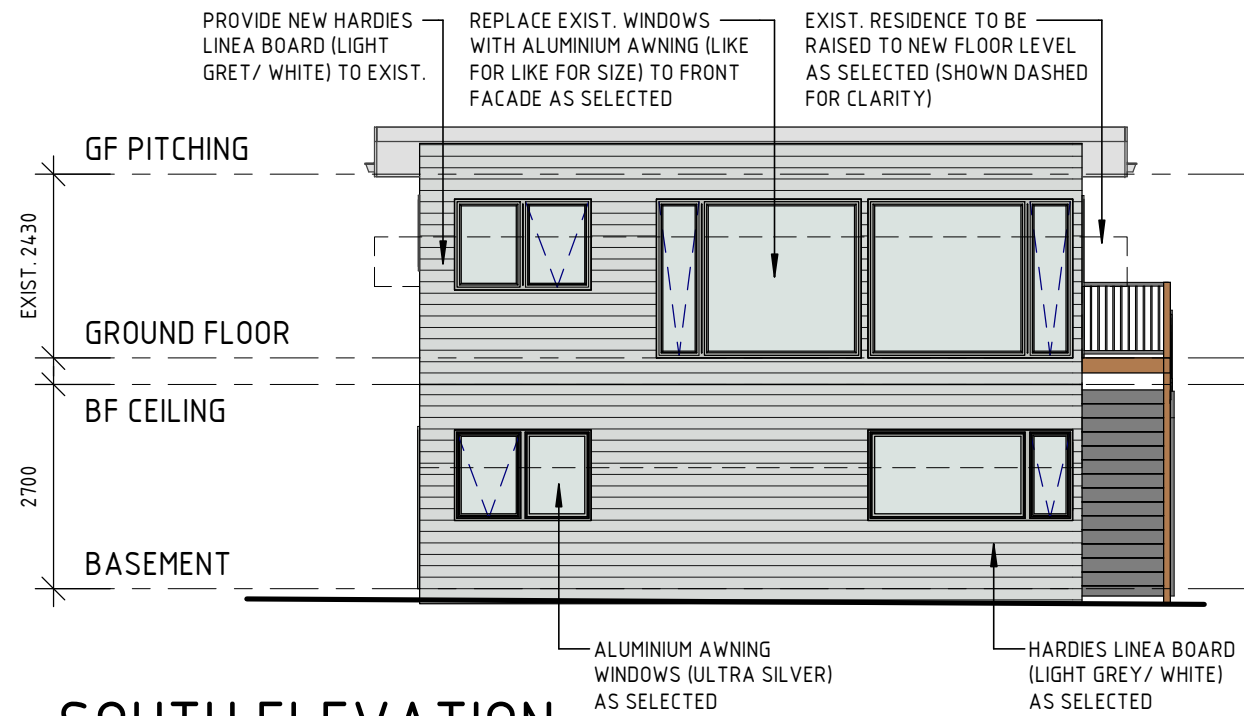 PROVIDE NEW HARDIES
LINEA BOARD (LIGHT
GRET/ WHITE) TO EXIST.
REPLACE EXIST. WINDOWS
WITH ALUMINIUM AWNING (LIKE
FOR LIKE FOR SIZE) TO FRONT
FACADE AS SELECTED
EXIST. RESIDENCE TO BE
RAISED TO NEW FLOOR LEVEL
AS SELECTED (SHOWN DASHED
FOR CLARITY)
GF PITCHING
EXIST. 2430
GROUND FLOOR
BF CEILING
2700
BASEMENT
ALUMINIUM AWNING
WINDOWS (ULTRA SILVER)
AS SELECTED
HARDIES LINEA BOARD
(LIGHT GREY/ WHITE)
AS SELECTED
SOUTH ELEVATION